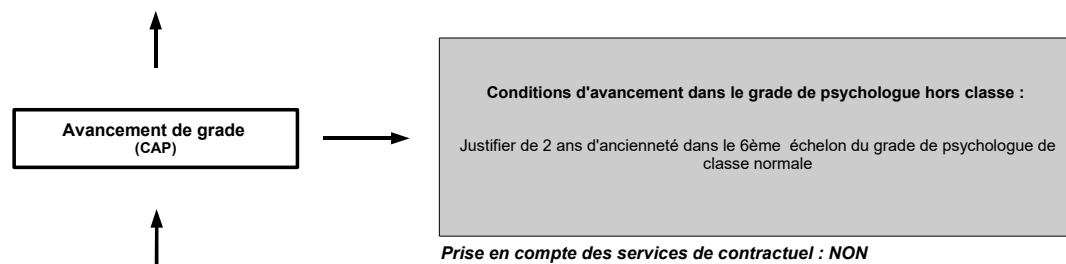 Avancement de grade
(CAP)
Conditions d'avancement dans le grade de psychologue hors classe :
Justifier de 2 ans d'ancienneté dans le 6ème échelon du grade de psychologue de
classe normale
Prise en compte des services de contractuel : NON